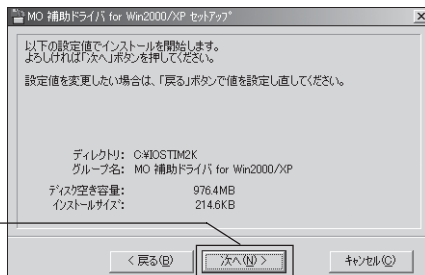 MO 補助ドライバ for Win2000/XP セットアップ
以下の設定値でインストールを開始します。
よろしければ「次へ」ボタンを押してください。
設定値を変更したい場合は、「戻る」ボタンで値を設定し直してください。
ディレクトリ: C:¥IOSTIM2K
グループ名: MO 補助ドライバ for Win2000/XP
ディスク空き容量: 976.4MB
インストールサイズ: 214.6KB
< 戻る(B) 次へ(N) > キャンセル(C)